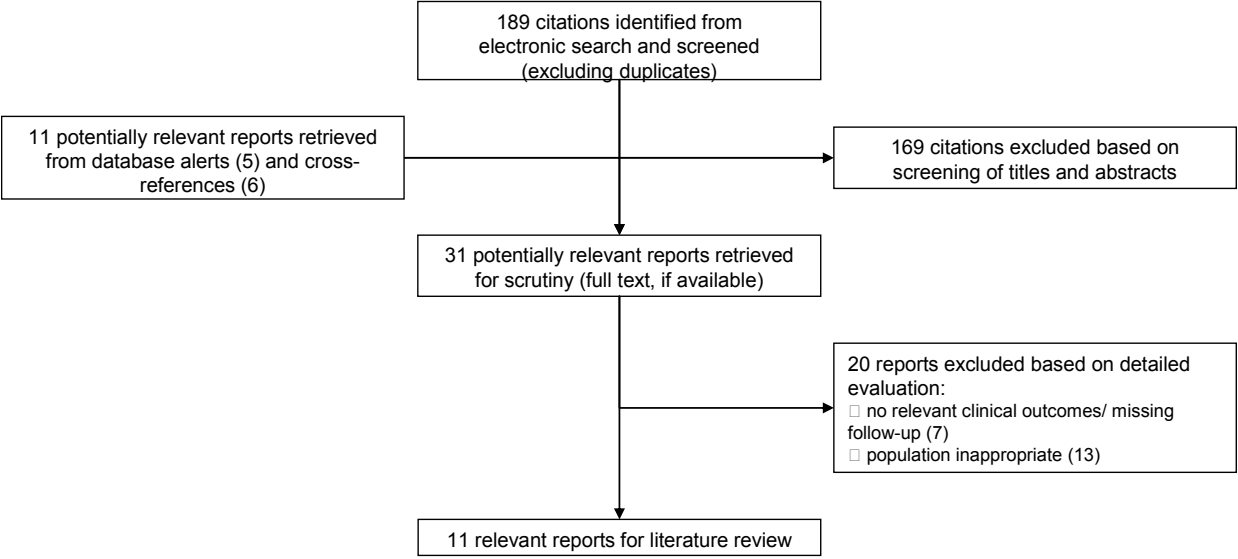 189 citations identified from
electronic search and screened
(excluding duplicates)
11 potentially relevant reports retrieved
from database alerts (5) and cross-
references (6)
169 citations excluded based on
screening of titles and abstracts
31 potentially relevant reports retrieved
for scrutiny (full text, if available)
20 reports excluded based on detailed
evaluation:
□ no relevant clinical outcomes/ missing
follow-up (7)
□ population inappropriate (13)
11 relevant reports for literature review